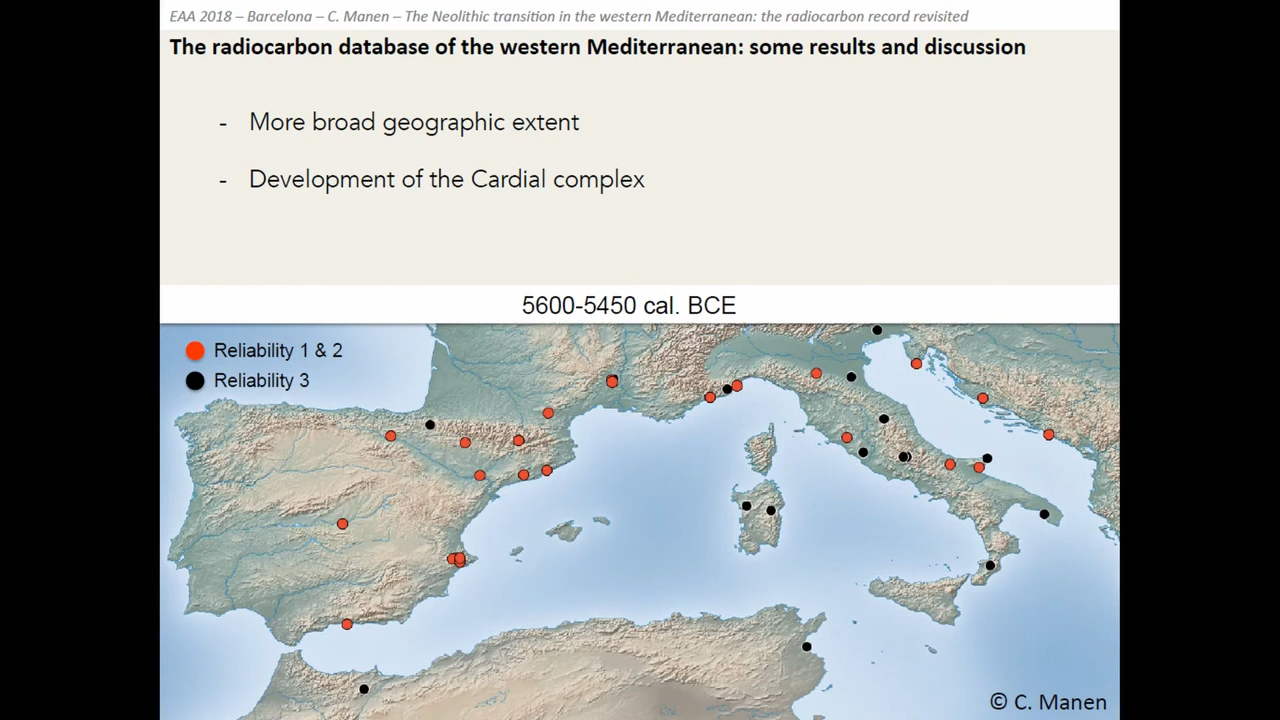 EAA 2018 – Barcelona – C. Manen – The Neolithic transition in the western Mediterranean: the radiocarbon record revisited
The radiocarbon database of the western Mediterranean: some results and discussion
- More broad geographic extent
- Development of the Cardial complex
5600-5450 cal. BCE
Reliability 1 & 2
Reliability 3
© C. Manen